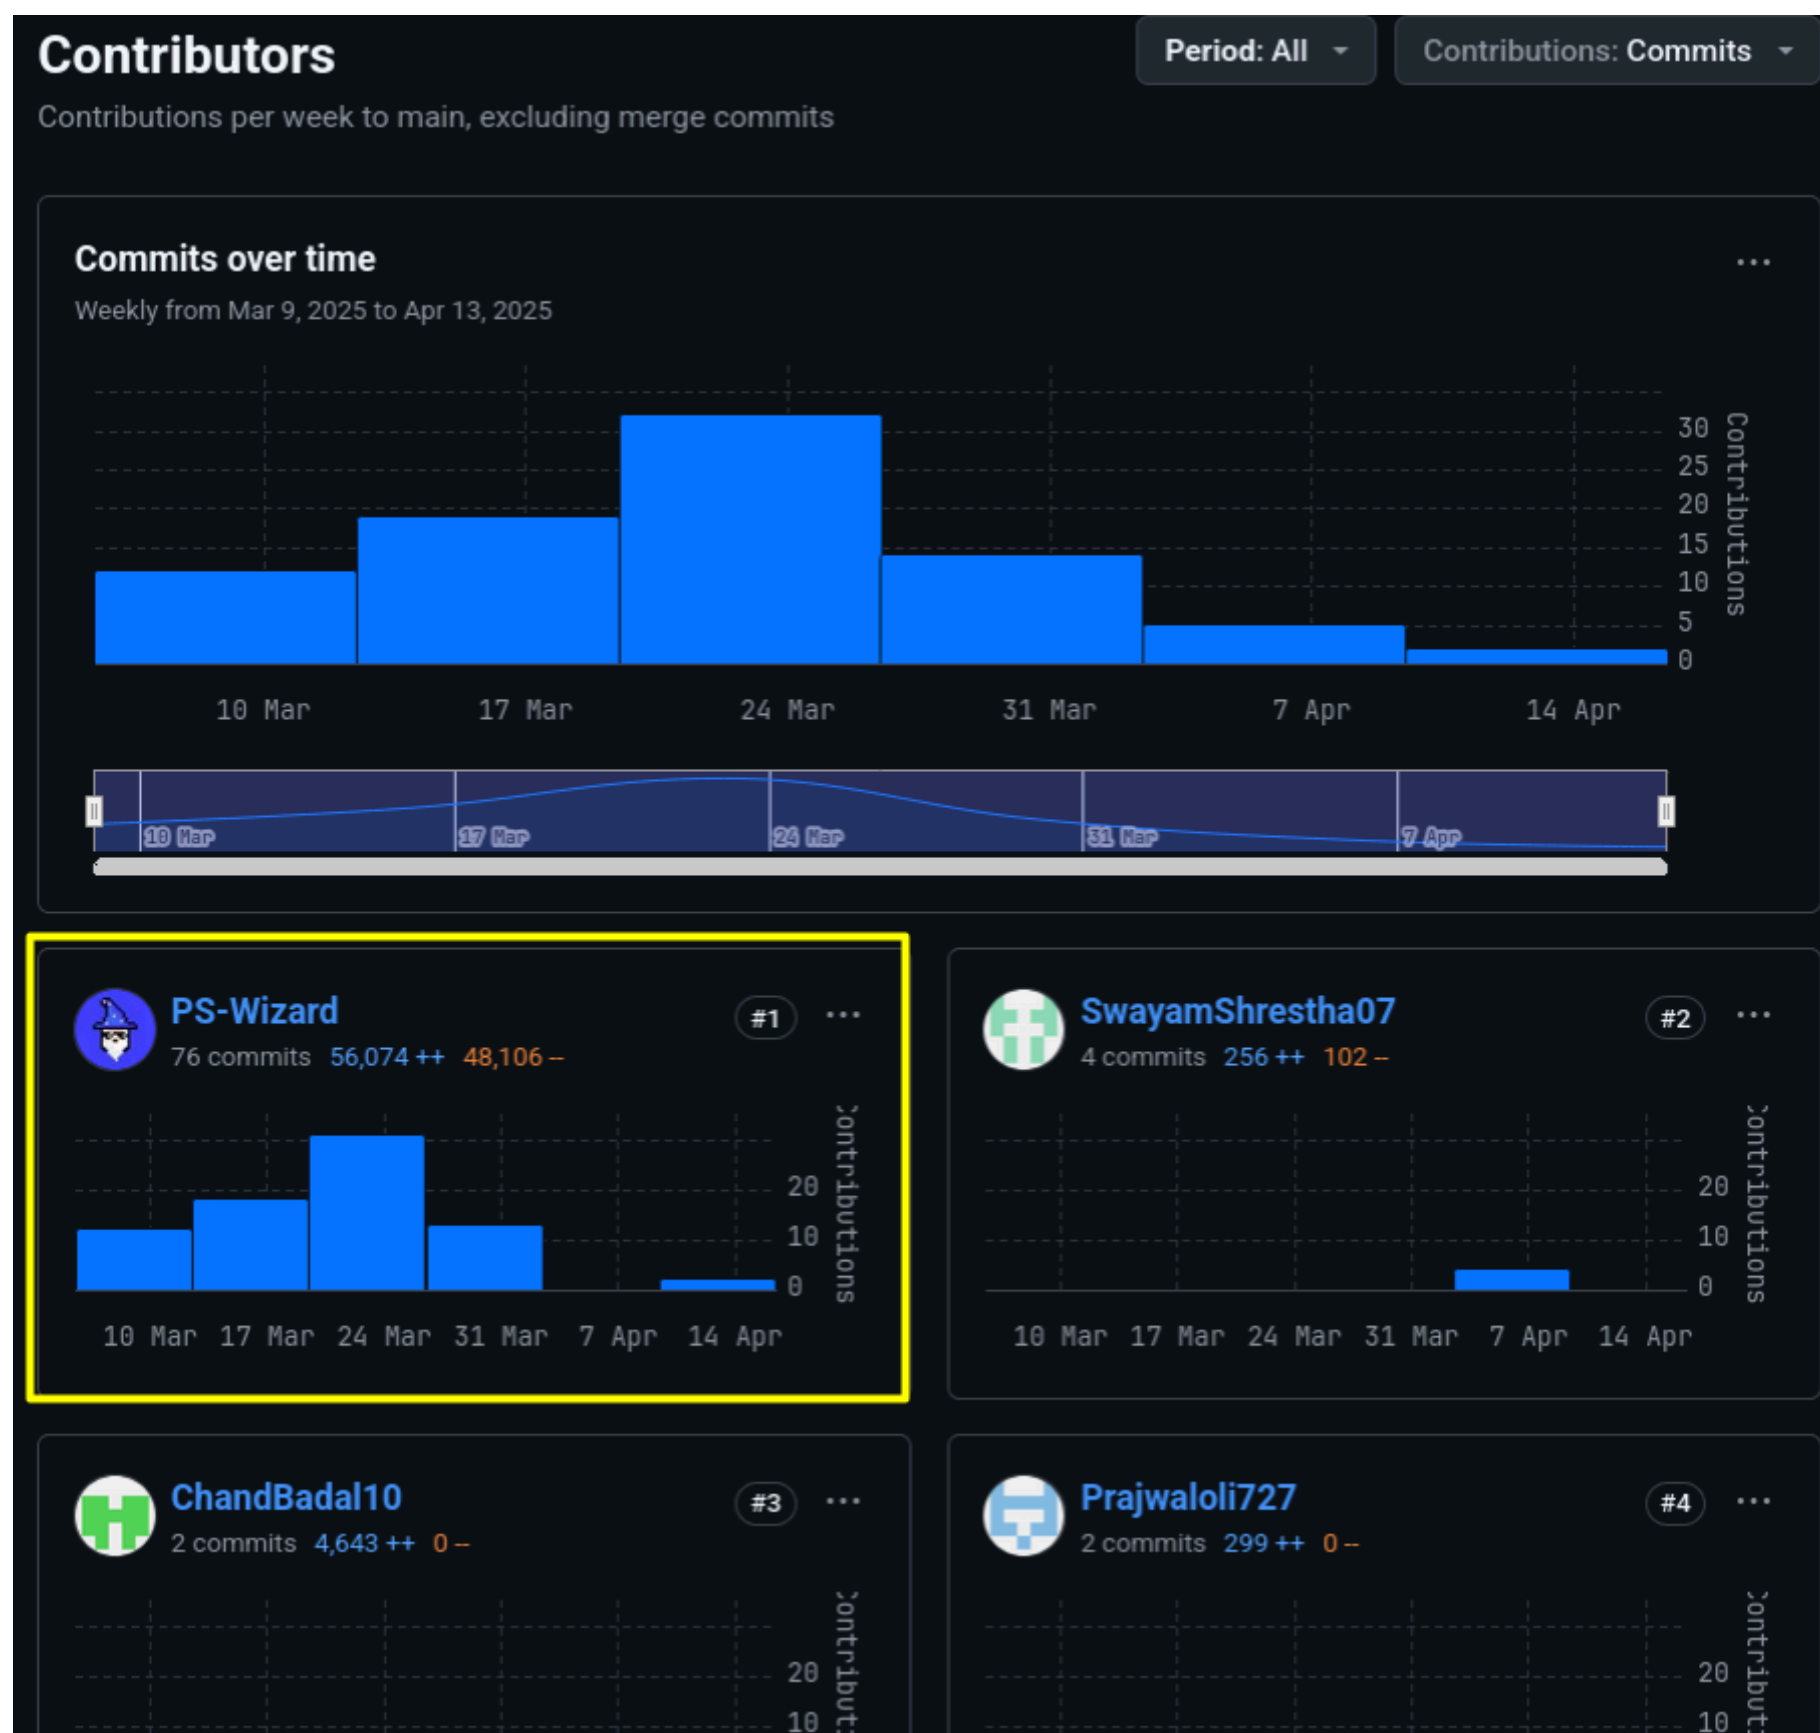 Contributors
Period: All
Contributions: Commits
Contributions per week to main, excluding merge commits
Commits over time
Weekly from Mar 9, 2025 to Apr 13, 2025
30
25
20
15
10
5
0
Contributions
10 Mar 17 Mar 24 Mar 31 Mar 7 Apr 14 Apr
10 Mar 17 Mar 24 Mar 31 Mar 7 Apr
PS-Wizard
#1
76 commits 56,074 ++ 48,106 --
20
10
0
Contributions
10 Mar 17 Mar 24 Mar 31 Mar 7 Apr 14 Apr
SwayamShrestha07
#2
4 commits 256 ++ 102 --
20
10
0
Contributions
10 Mar 17 Mar 24 Mar 31 Mar 7 Apr 14 Apr
ChandBadal10
#3
2 commits 4,643 ++ 0 --
20
10
Contribut
Prajwaloli727
#4
2 commits 299 ++ 0 --
20
10
Contribut